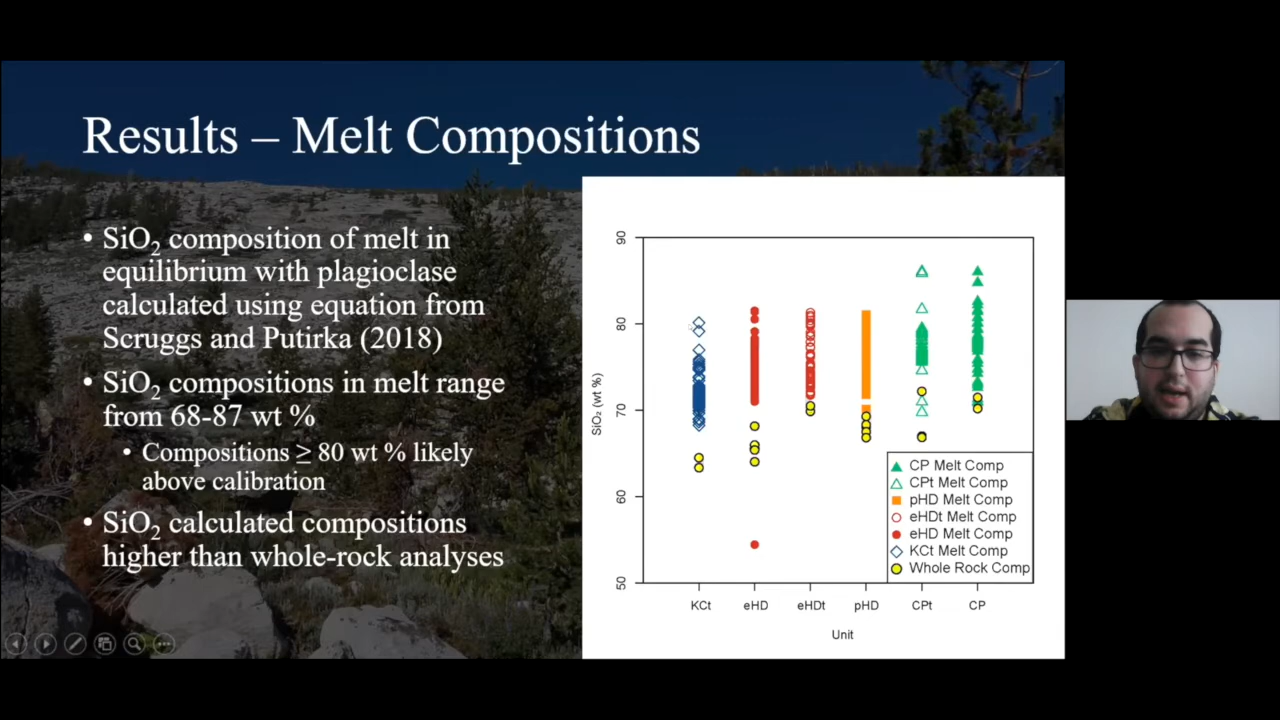 Results – Melt Compositions
• SiO₂ composition of melt in
equilibrium with plagioclase
calculated using equation from
Scruggs and Putirka (2018)
• SiO₂ compositions in melt range
from 68-87 wt %
• Compositions ≥ 80 wt % likely
above calibration
• SiO₂ calculated compositions
higher than whole-rock analyses
90
80
70
60
50
SiO₂ (wt %)
CP Melt Comp
CPt Melt Comp
pHD Melt Comp
eHDt Melt Comp
eHD Melt Comp
KCt Melt Comp
Whole Rock Comp
KCt eHD eHDt pHD CPt CP
Unit